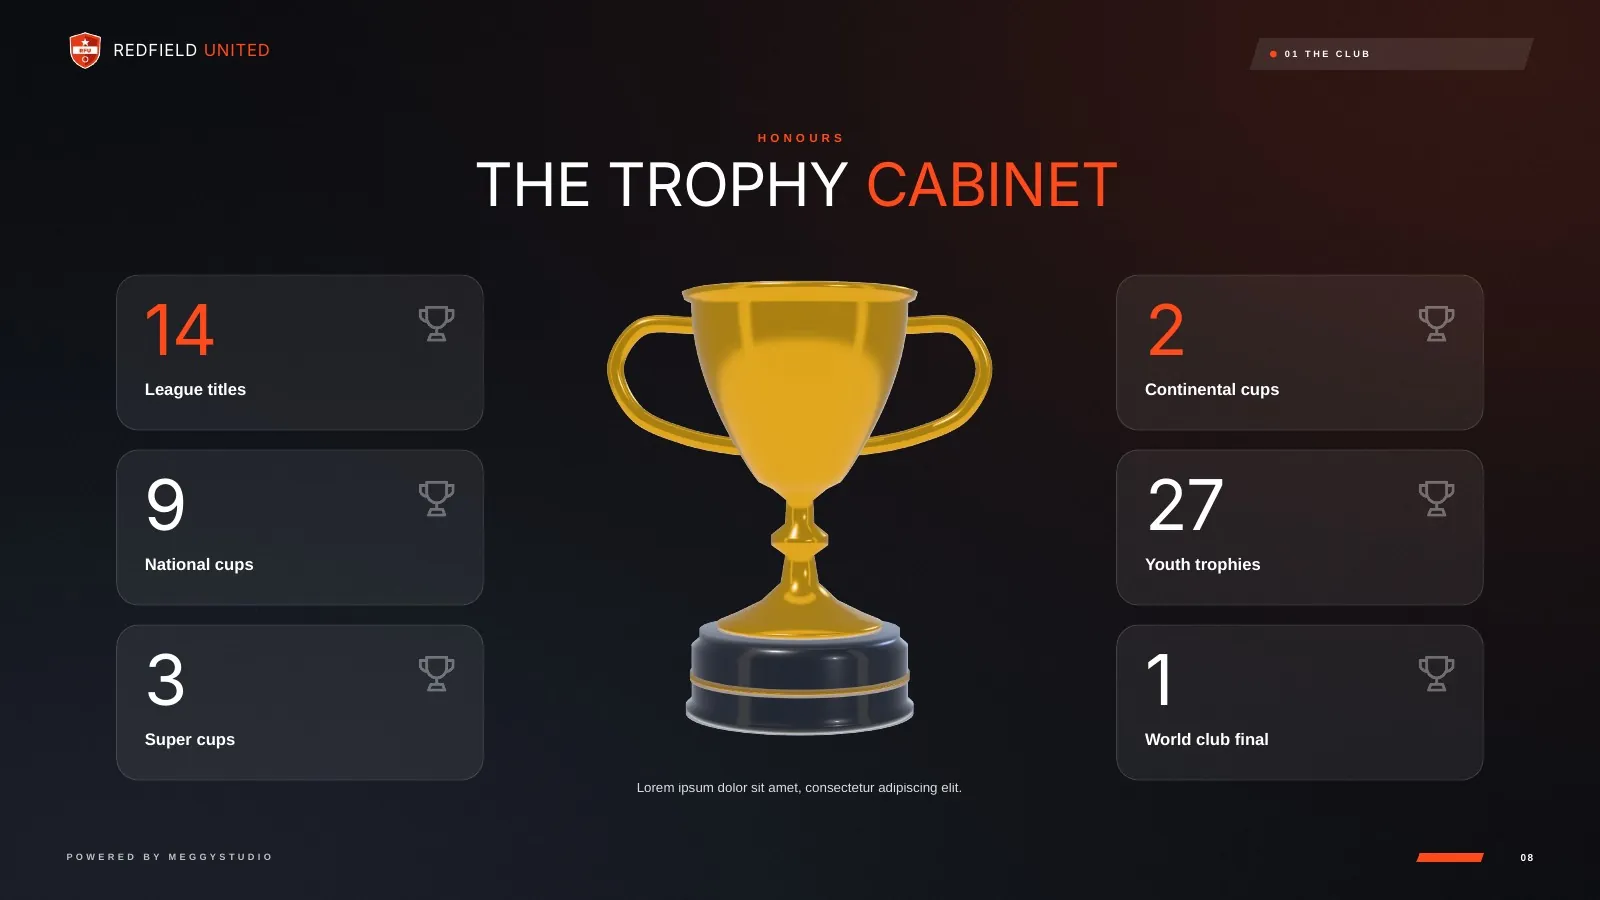 REDFIELD UNITED
01 THE CLUB
HONOURS
THE TROPHY CABINET
14
League titles
9
National cups
3
Super cups
2
Continental cups
27
Youth trophies
1
World club final
Lorem ipsum dolor sit amet, consectetur adipiscing elit.
POWERED BY MEGGYSTUDIO
08